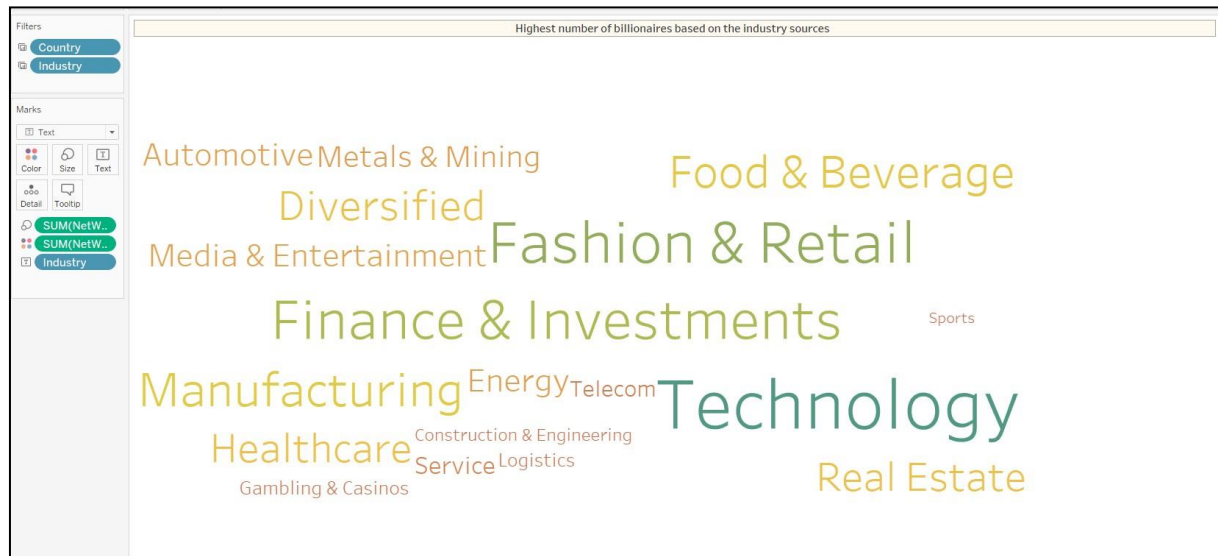 Filters
Country
Industry
Marks
Text
Color
Size
Text
Detail
Tooltip
SUM(NetW..
SUM(NetW..
Industry
Highest number of billionaires based on the industry sources
Automotive
Metals & Mining
Food & Beverage
Diversified
Fashion & Retail
Media & Entertainment
Finance & Investments
Sports
Manufacturing
Energy
Telecom
Technology
Healthcare
Construction & Engineering
Service
Logistics
Real Estate
Gambling & Casinos